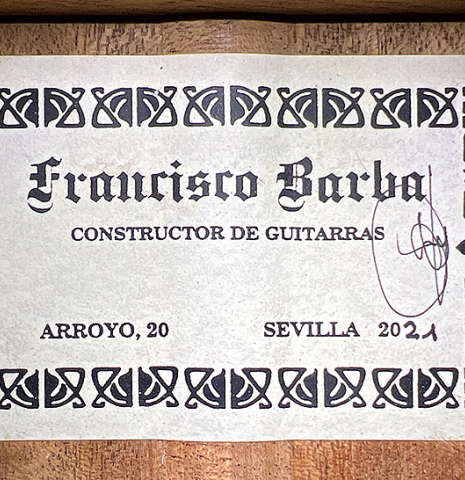 Francisco Barba
CONSTRUCTOR DE GUITARRAS
ARROYO, 20 SEVILLA 2021